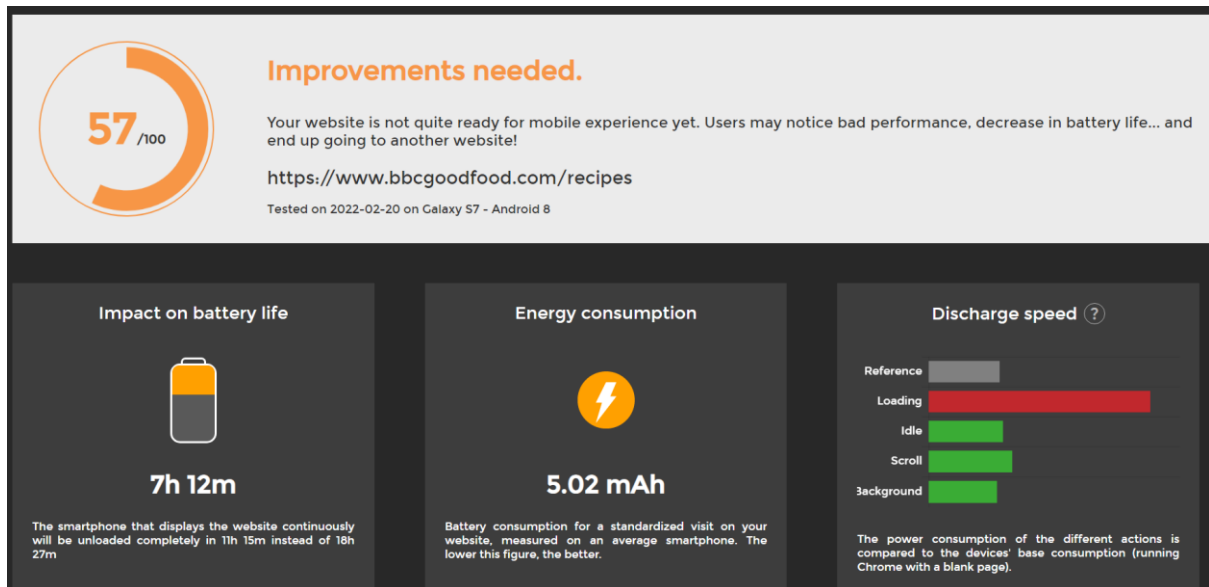 57 /100
Improvements needed.
Your website is not quite ready for mobile experience yet. Users may notice bad performance, decrease in battery life... and
end up going to another website!
https://www.bbcgoodfood.com/recipes
Tested on 2022-02-20 on Galaxy S7 - Android 8
Impact on battery life
7h 12m
The smartphone that displays the website continuously
will be unloaded completely in 11h 15m instead of 18h
27m
Energy consumption
5.02 mAh
Battery consumption for a standardized visit on your
website, measured on an average smartphone. The
lower this figure, the better.
Discharge speed ?
Reference
Loading
Idle
Scroll
Background
The power consumption of the different actions is
compared to the devices' base consumption (running
Chrome with a blank page).